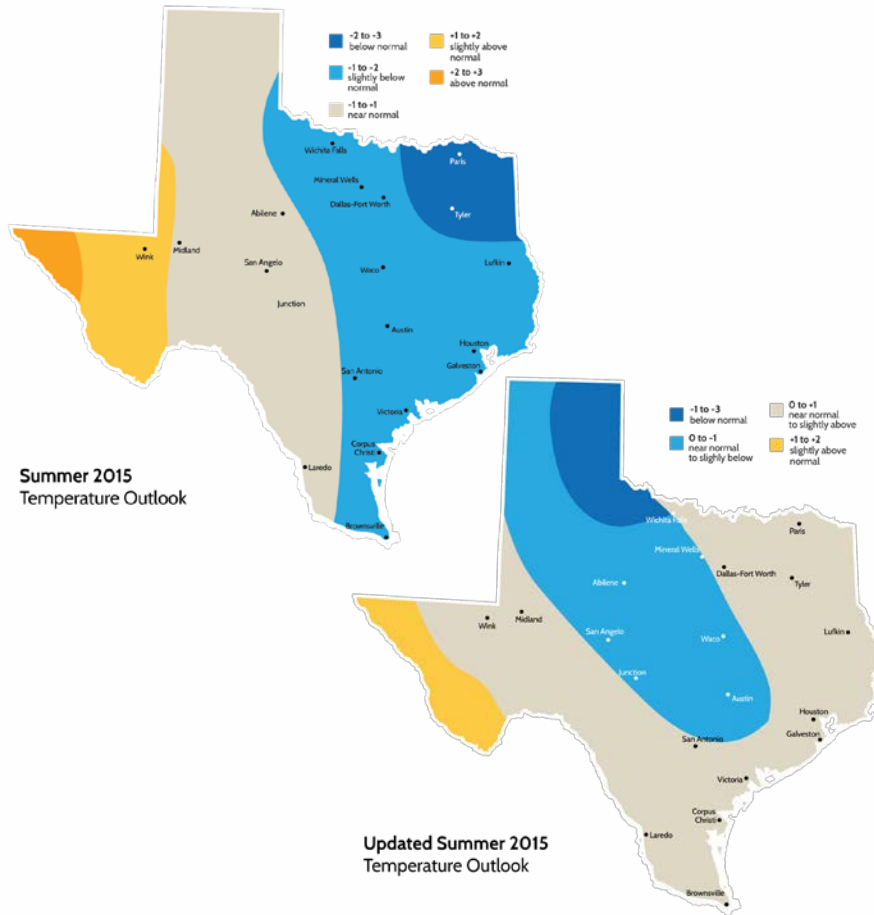 -2 to -3
below normal
-1 to -2
slightly below
normal
-1 to +1
near normal
+1 to +2
slightly above
normal
+2 to +3
above normal
Wichita Falls
Paris
Mineral Wells
Dallas-Fort Worth
Tyler
Abilene
Wink
Midland
San Angelo
Waco
Lufkin
Junction
Austin
Houston
San Antonio
Galveston
Victoria
Corpus
Christi
Laredo
Brownsville
Summer 2015
Temperature Outlook
-1 to -3
below normal
0 to -1
near normal
to slighly below
0 to +1
near normal
to slightly above
+1 to +2
slightly above
normal
Wichita Falls
Paris
Mineral Wells
Dallas-Fort Worth
Tyler
Abilene
Wink
Midland
San Angelo
Waco
Lufkin
Junction
Austin
Houston
San Antonio
Galveston
Victoria
Corpus
Christi
Laredo
Brownsville
Updated Summer 2015
Temperature Outlook